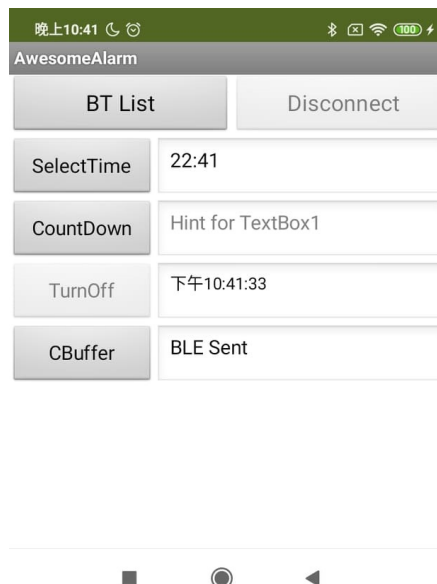 晚上10:41 100
AwesomeAlarm
BT List Disconnect
SelectTime 22:41
CountDown Hint for TextBox1
TurnOff 下午10:41:33
CBuffer BLE Sent